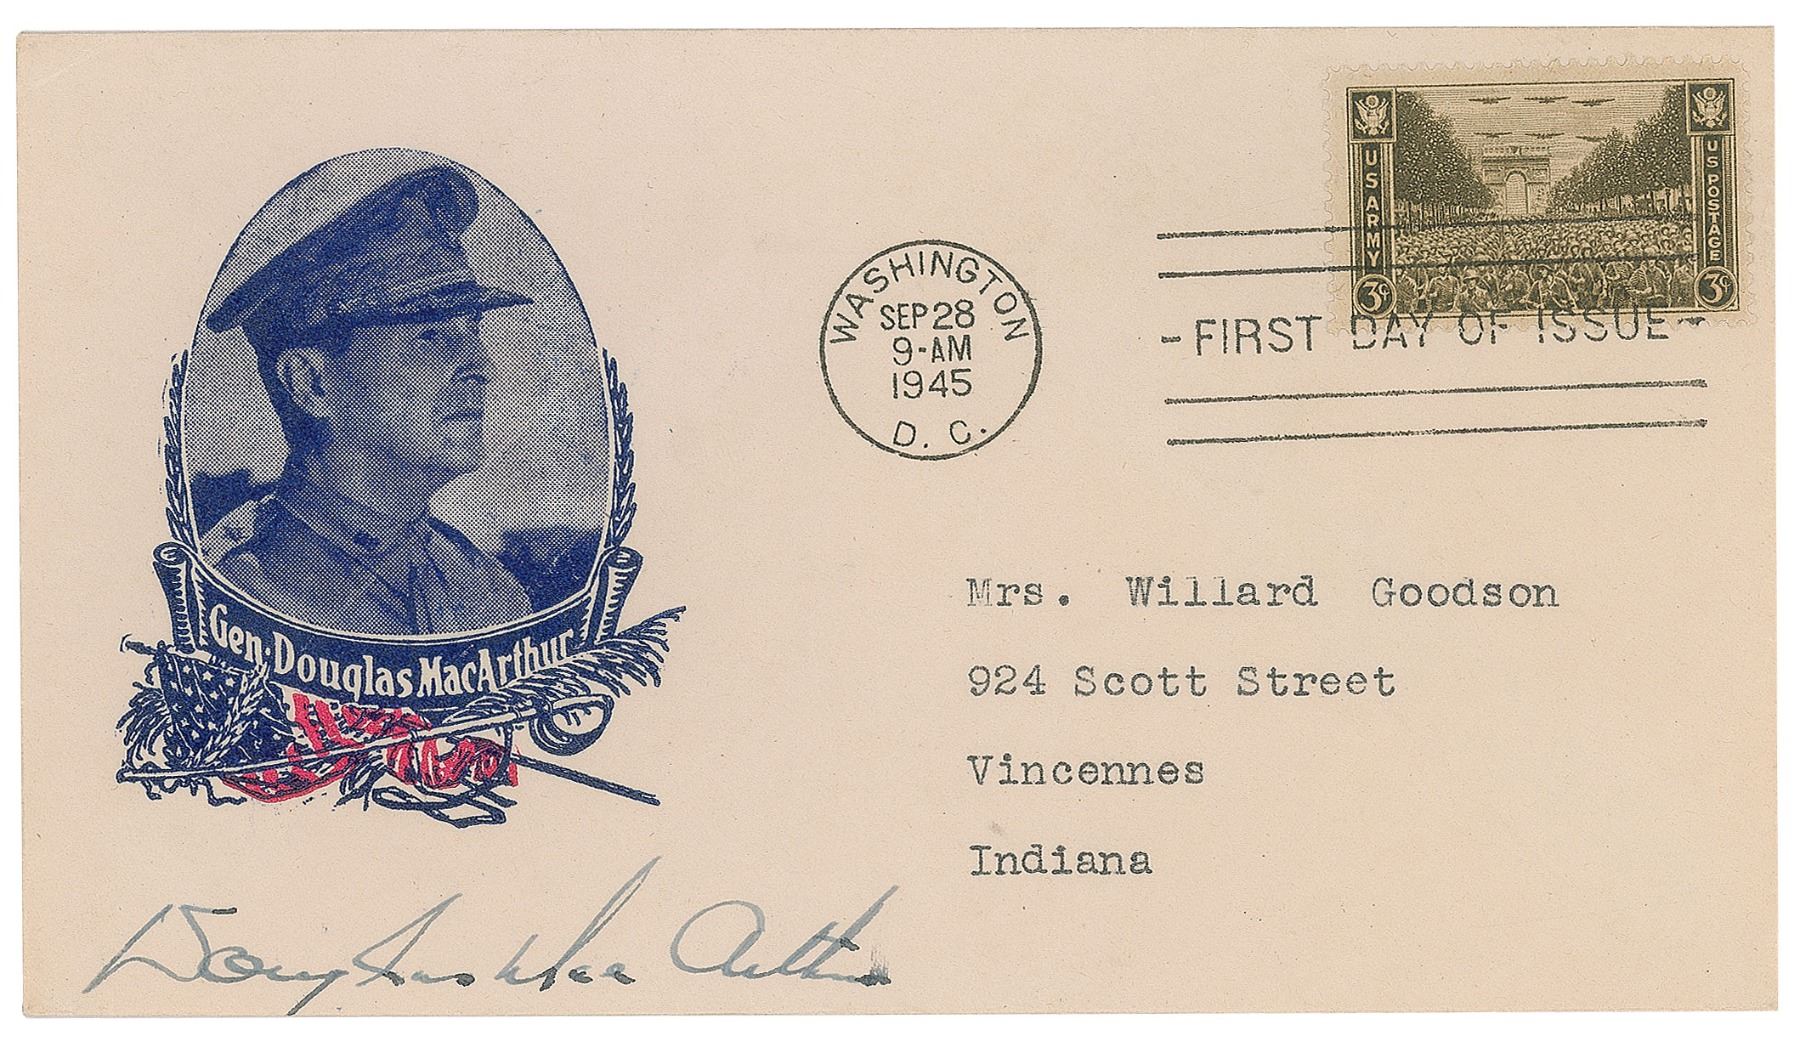 U S ARMY
US POSTAGE
3¢
3¢
WASHINGTON
SEP 28
9-AM
1945
D. C.
-FIRST DAY OF ISSUE-
Gen. Douglas MacArthur
Mrs. Willard Goodson
924 Scott Street
Vincennes
Indiana
Douglas MacArthur